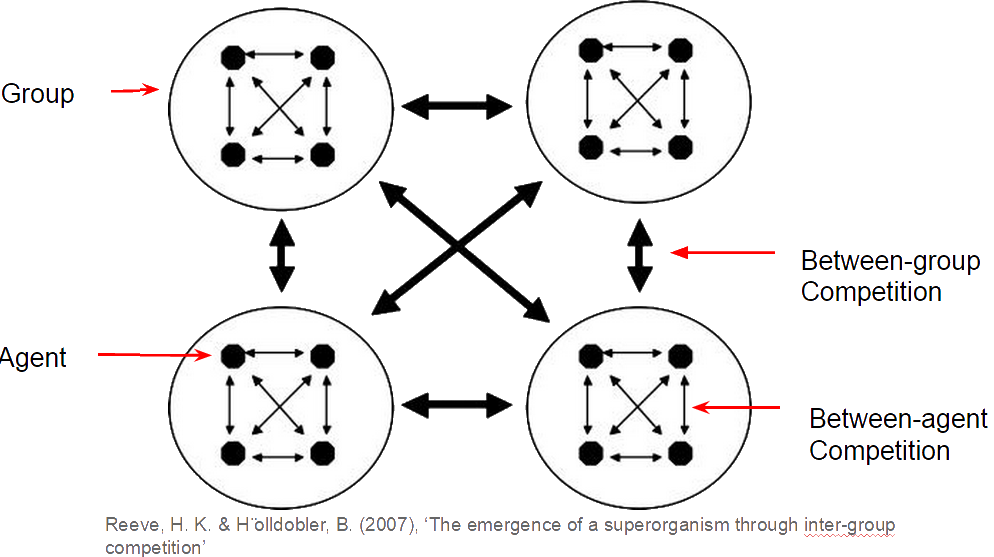 Group
Between-group
Competition
Agent
Between-agent
Competition
Reeve, H. K. & H¨olldobler, B. (2007), ‘The emergence of a superorganism through inter-group
competition’